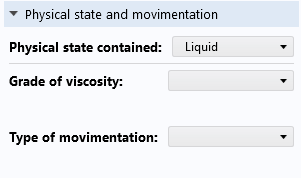 Physical state and movimentation
Physical state contained: Liquid
Grade of viscosity:
Type of movimentation: